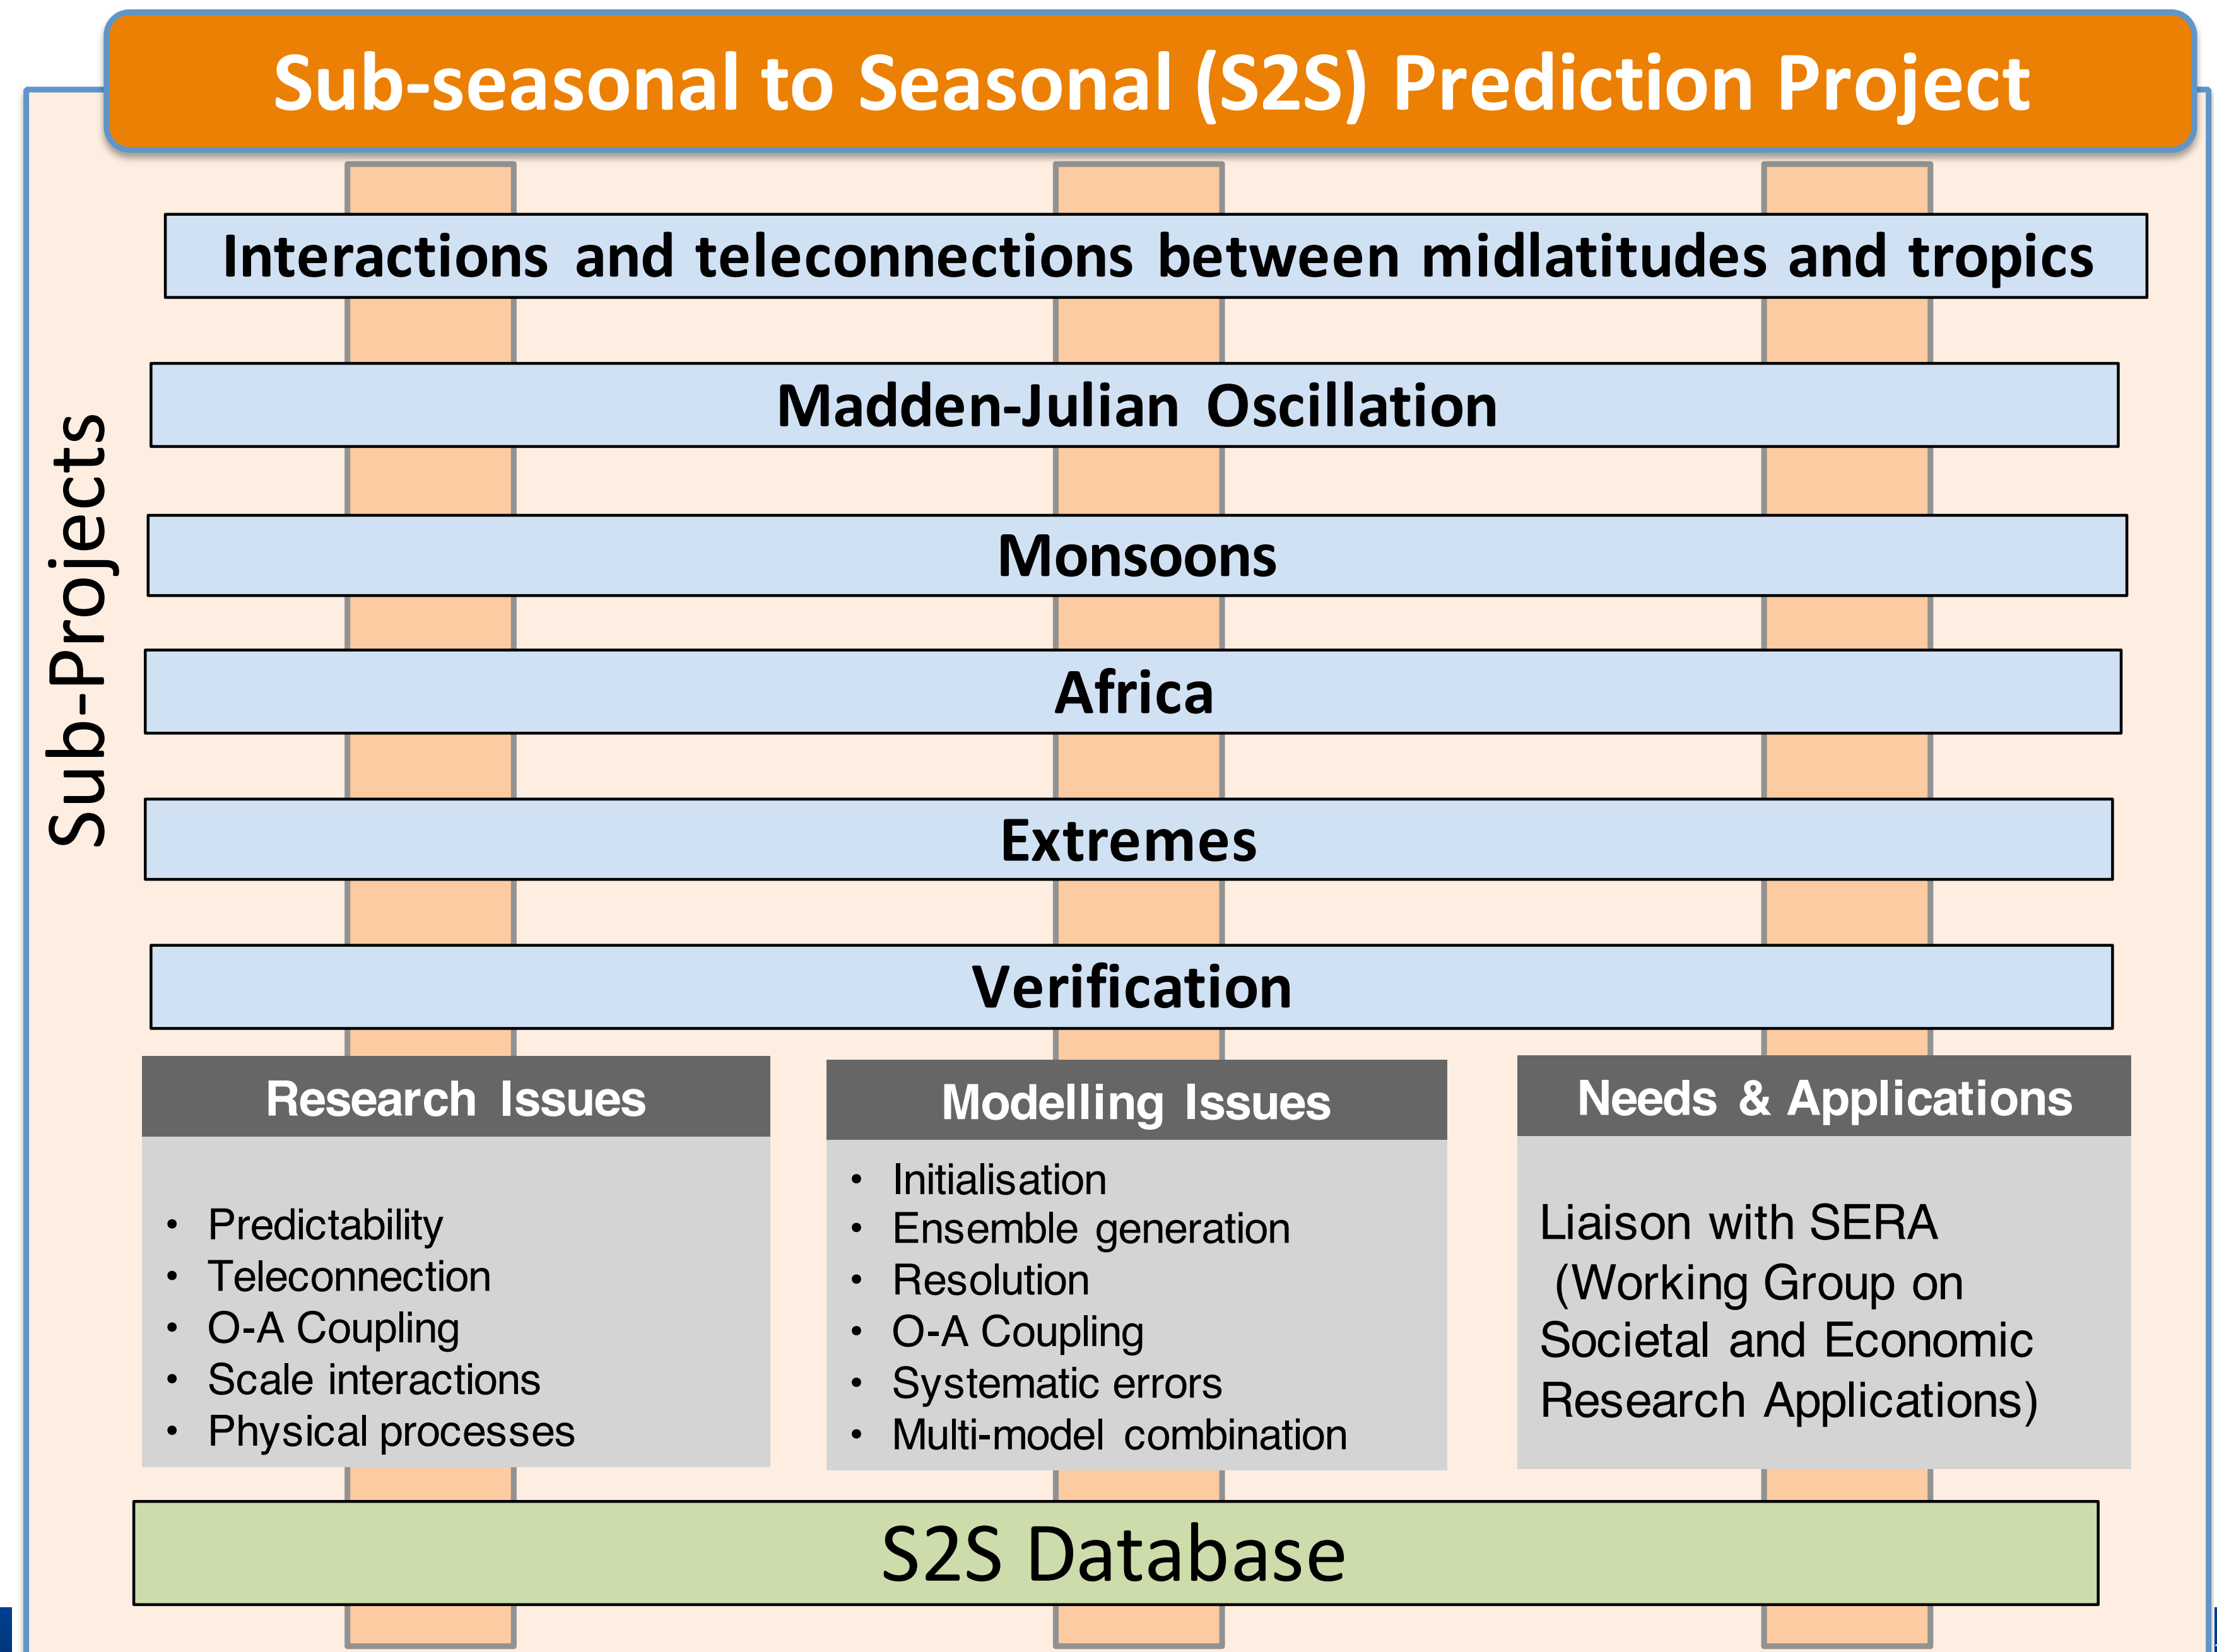 Sub-seasonal to Seasonal (S2S) Prediction Project
Sub-Projects
Interactions and teleconnections between midlatitudes and tropics
Madden-Julian Oscillation
Monsoons
Africa
Extremes
Verification
Research Issues
• Predictability
• Teleconnection
• O-A Coupling
• Scale interactions
• Physical processes
Modelling Issues
• Initialisation
• Ensemble generation
• Resolution
• O-A Coupling
• Systematic errors
• Multi-model combination
Needs & Applications
Liaison with SERA
(Working Group on
Societal and Economic
Research Applications)
S2S Database